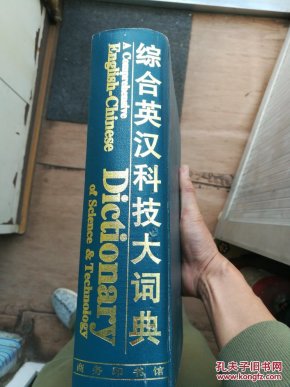 综合英汉科技大词典
A Comprehensive
English-Chinese
Dictionary
of Science & Technology
商务印书馆
孔夫子旧书网